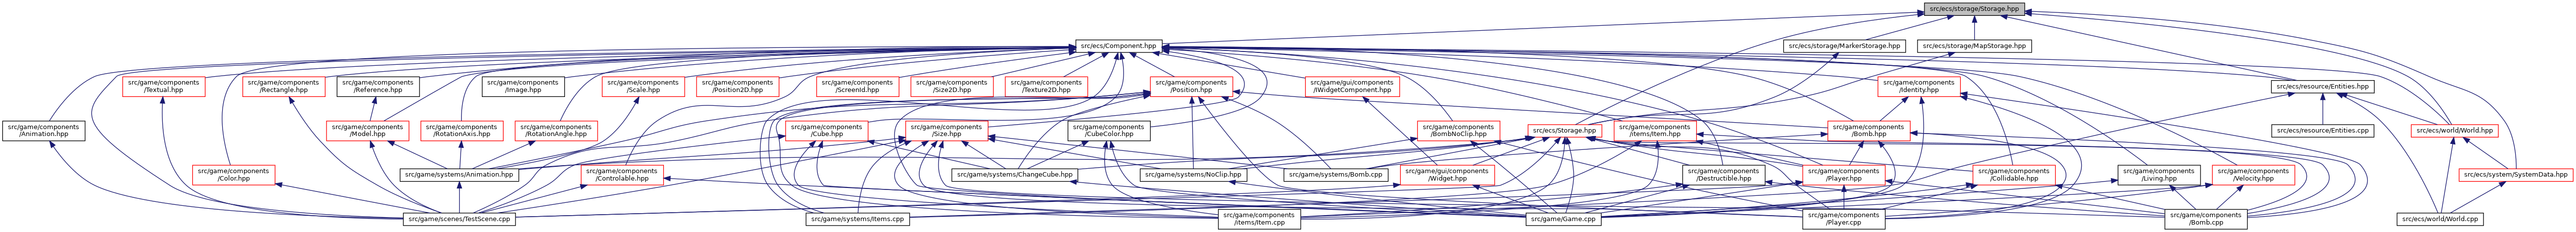 src/ecs/storage/Storage.hpp
src/ecs/Component.hpp
src/ecs/storage/MarkerStorage.hpp
src/ecs/storage/MapStorage.hpp
src/game/components
/Textual.hpp
src/game/components
/Rectangle.hpp
src/game/components
/Reference.hpp
src/game/components
/Image.hpp
src/game/components
/Scale.hpp
src/game/components
/Position2D.hpp
src/game/components
/ScreenId.hpp
src/game/components
/Size2D.hpp
src/game/components
/Texture2D.hpp
src/game/components
/Position.hpp
src/game/gui/components
/IWidgetComponent.hpp
src/game/components
/Identity.hpp
src/ecs/resource/Entities.hpp
src/game/components
/Animation.hpp
src/game/components
/Model.hpp
src/game/components
/RotationAxis.hpp
src/game/components
/RotationAngle.hpp
src/game/components
/Cube.hpp
src/game/components
/Size.hpp
src/game/components
/CubeColor.hpp
src/game/components
/BombNoClip.hpp
src/ecs/Storage.hpp
src/game/components
/items/Item.hpp
src/game/components
/Bomb.hpp
src/ecs/resource/Entities.cpp
src/ecs/world/World.hpp
src/game/components
/Color.hpp
src/game/systems/Animation.hpp
src/game/components
/Controlable.hpp
src/game/systems/ChangeCube.hpp
src/game/systems/NoClip.hpp
src/game/systems/Bomb.cpp
src/game/gui/components
/Widget.hpp
src/game/components
/Destructible.hpp
src/game/components
/Player.hpp
src/game/components
/Collidable.hpp
src/game/components
/Living.hpp
src/game/components
/Velocity.hpp
src/ecs/system/SystemData.hpp
src/game/scenes/TestScene.cpp
src/game/systems/Items.cpp
src/game/components
/items/Item.cpp
src/game/Game.cpp
src/game/components
/Player.cpp
src/game/components
/Bomb.cpp
src/ecs/world/World.cpp